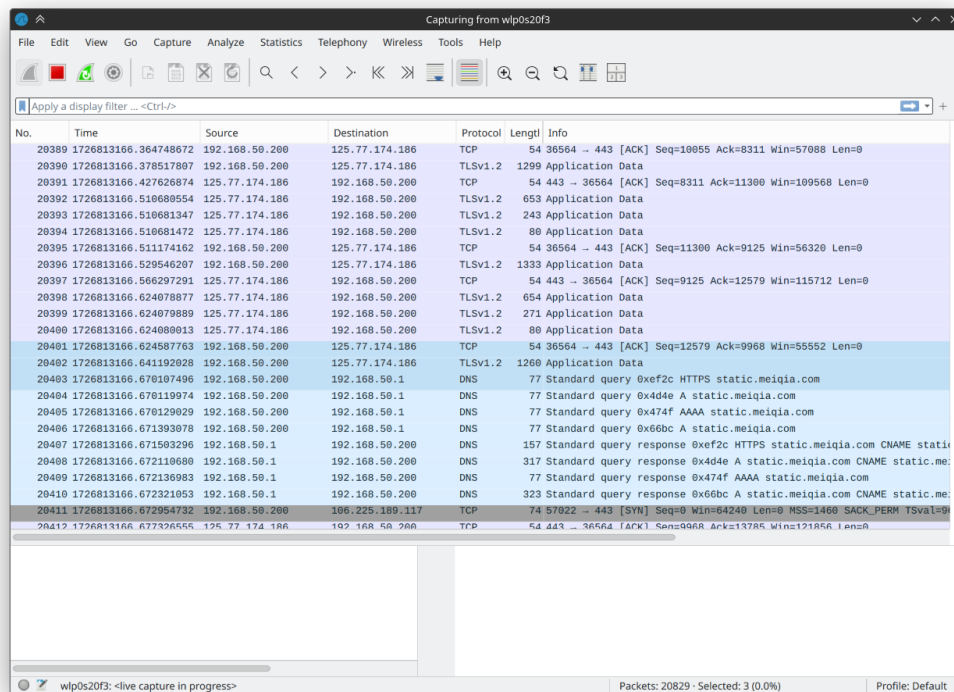 Capturing from wlp0s20f3
File Edit View Go Capture Analyze Statistics Telephony Wireless Tools Help
Apply a display filter ... <Ctrl-/>
No. Time Source Destination Protocol Lengtl Info
20389 1726813166.364748672 192.168.50.200 125.77.174.186 TCP 54 36564 → 443 [ACK] Seq=10055 Ack=8311 Win=57088 Len=0
20390 1726813166.378517807 192.168.50.200 125.77.174.186 TLSv1.2 1299 Application Data
20391 1726813166.427626874 125.77.174.186 192.168.50.200 TCP 54 443 → 36564 [ACK] Seq=8311 Ack=11300 Win=109568 Len=0
20392 1726813166.510680554 125.77.174.186 192.168.50.200 TLSv1.2 653 Application Data
20393 1726813166.510681347 125.77.174.186 192.168.50.200 TLSv1.2 243 Application Data
20394 1726813166.510681472 125.77.174.186 192.168.50.200 TLSv1.2 80 Application Data
20395 1726813166.511174162 192.168.50.200 125.77.174.186 TCP 54 36564 → 443 [ACK] Seq=11300 Ack=9125 Win=56320 Len=0
20396 1726813166.529546207 192.168.50.200 125.77.174.186 TLSv1.2 1333 Application Data
20397 1726813166.566297291 125.77.174.186 192.168.50.200 TCP 54 443 → 36564 [ACK] Seq=9125 Ack=12579 Win=115712 Len=0
20398 1726813166.624078877 125.77.174.186 192.168.50.200 TLSv1.2 654 Application Data
20399 1726813166.624079889 125.77.174.186 192.168.50.200 TLSv1.2 271 Application Data
20400 1726813166.624080013 125.77.174.186 192.168.50.200 TLSv1.2 80 Application Data
20401 1726813166.624587763 192.168.50.200 125.77.174.186 TCP 54 36564 → 443 [ACK] Seq=12579 Ack=9968 Win=55552 Len=0
20402 1726813166.641192028 192.168.50.200 125.77.174.186 TLSv1.2 1260 Application Data
20403 1726813166.670107496 192.168.50.200 192.168.50.1 DNS 77 Standard query 0xef2c HTTPS static.meiqia.com
20404 1726813166.670119974 192.168.50.200 192.168.50.1 DNS 77 Standard query 0x4d4e A static.meiqia.com
20405 1726813166.670129029 192.168.50.200 192.168.50.1 DNS 77 Standard query 0x474f AAAA static.meiqia.com
20406 1726813166.671393078 192.168.50.200 192.168.50.1 DNS 77 Standard query 0x66bc A static.meiqia.com
20407 1726813166.671503296 192.168.50.1 192.168.50.200 DNS 157 Standard query response 0xef2c HTTPS static.meiqia.com CNAME static
20408 1726813166.672110680 192.168.50.1 192.168.50.200 DNS 317 Standard query response 0x4d4e A static.meiqia.com CNAME static.mei
20409 1726813166.672136983 192.168.50.1 192.168.50.200 DNS 77 Standard query response 0x474f AAAA static.meiqia.com
20410 1726813166.672321053 192.168.50.1 192.168.50.200 DNS 323 Standard query response 0x66bc A static.meiqia.com CNAME static.mei
20411 1726813166.672954732 192.168.50.200 106.225.189.117 TCP 74 57022 → 443 [SYN] Seq=0 Win=64240 Len=0 MSS=1460 SACK_PERM TSval=96
20412 1726813166.677326555 125.77.174.186 192.168.50.200 TCP 54 443 → 36564 [ACK] Seq=9968 Ack=13785 Win=121856 Len=0
wlp0s20f3: <live capture in progress> Packets: 20829 · Selected: 3 (0.0%) Profile: Default